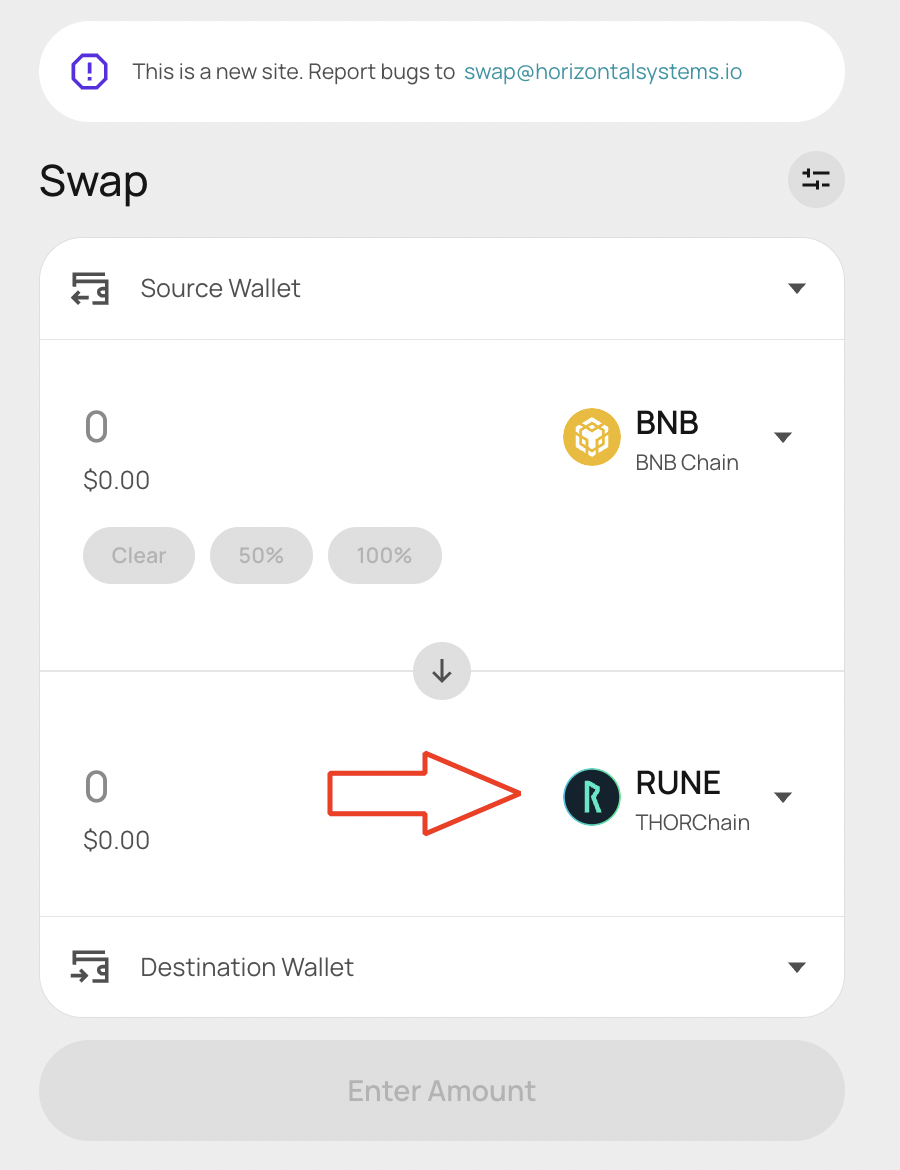 This is a new site. Report bugs to swap@horizontalsystems.io
Swap
Source Wallet
0
BNB
BNB Chain
$0.00
Clear 50% 100%
0
RUNE
THORChain
$0.00
Destination Wallet
Enter Amount